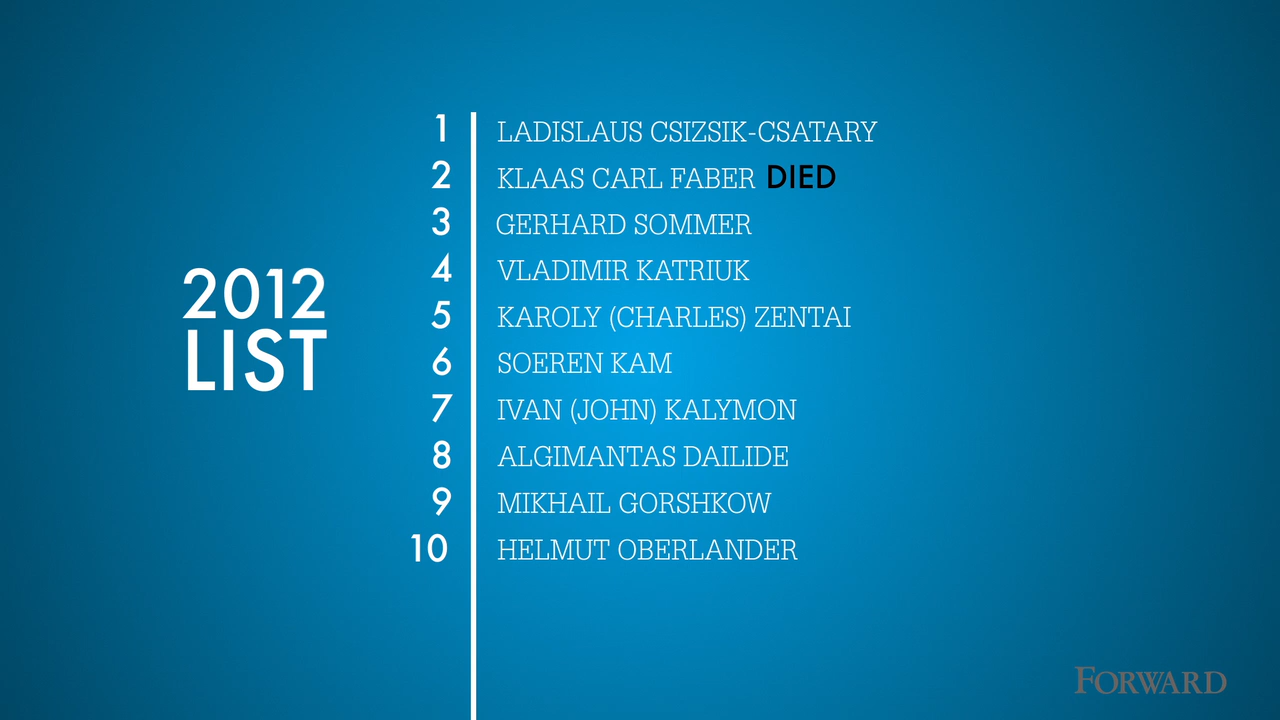 2012
LIST
1 LADISLAUS CSIZSIK-CSATARY
2 KLAAS CARL FABER DIED
3 GERHARD SOMMER
4 VLADIMIR KATRIUK
5 KAROLY (CHARLES) ZENTAI
6 SOEREN KAM
7 IVAN (JOHN) KALYMON
8 ALGIMANTAS DAILIDE
9 MIKHAIL GORSHKOW
10 HELMUT OBERLANDER
FORWARD